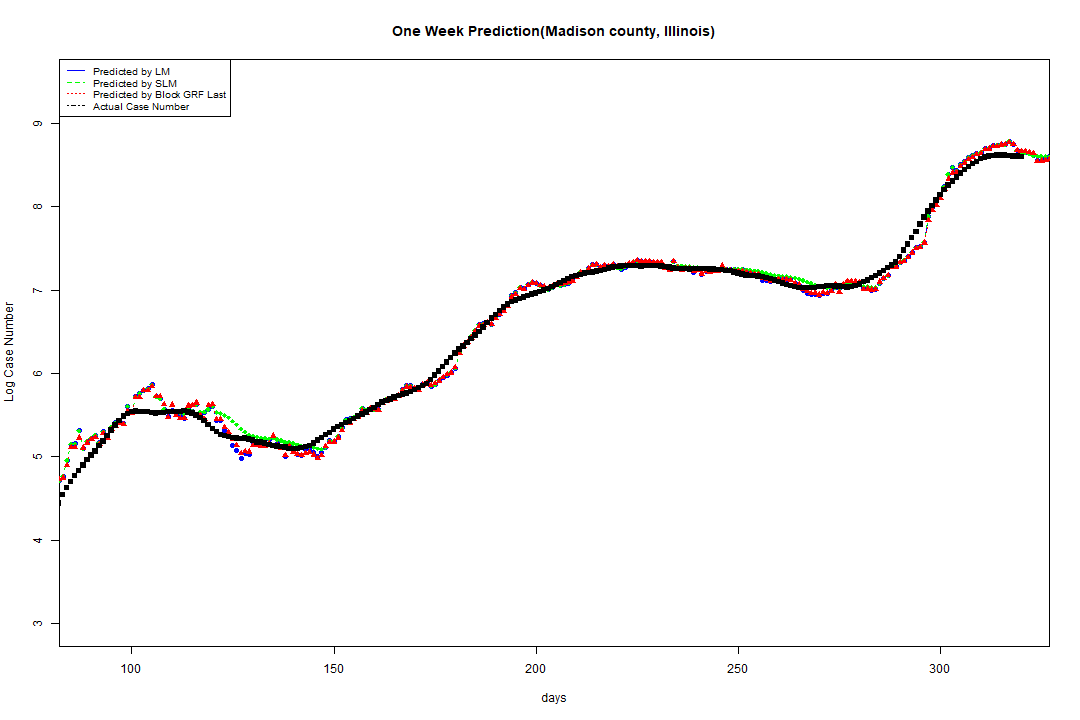 One Week Prediction(Madison county, Illinois)
Predicted by LM
Predicted by SLM
Predicted by Block GRF Last
Actual Case Number
9
8
7
6
5
4
3
Log Case Number
100 150 200 250 300
days